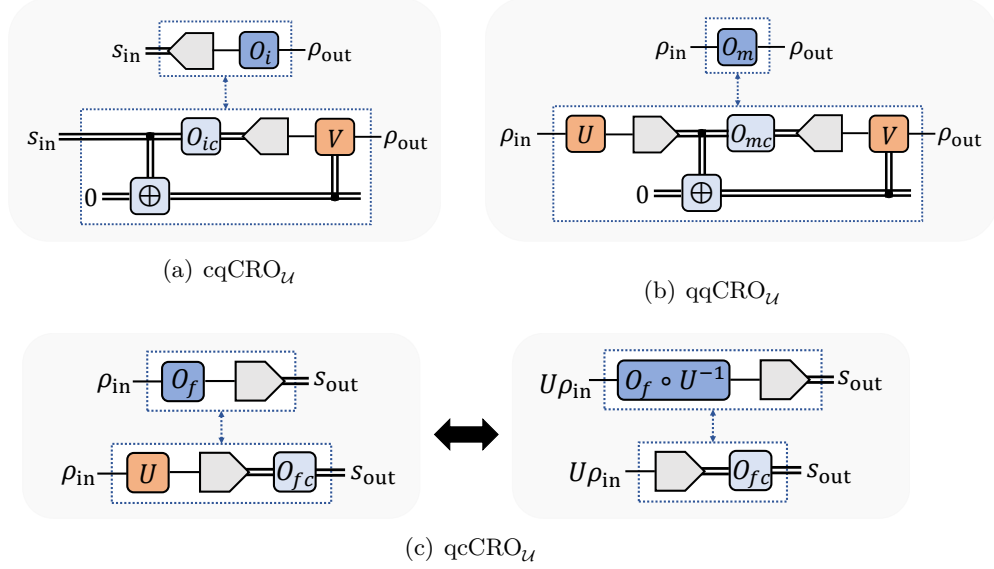 s_in O_i ρ_out
s_in O_ic V ρ_out
0 ⊕
(a) cqCRO_𝒰
ρ_in O_m ρ_out
ρ_in U O_mc V ρ_out
0 ⊕
(b) qqCRO_𝒰
ρ_in O_f s_out
ρ_in U O_fc s_out
Uρ_in O_f ∘ U⁻¹ s_out
Uρ_in O_fc s_out
(c) qcCRO_𝒰